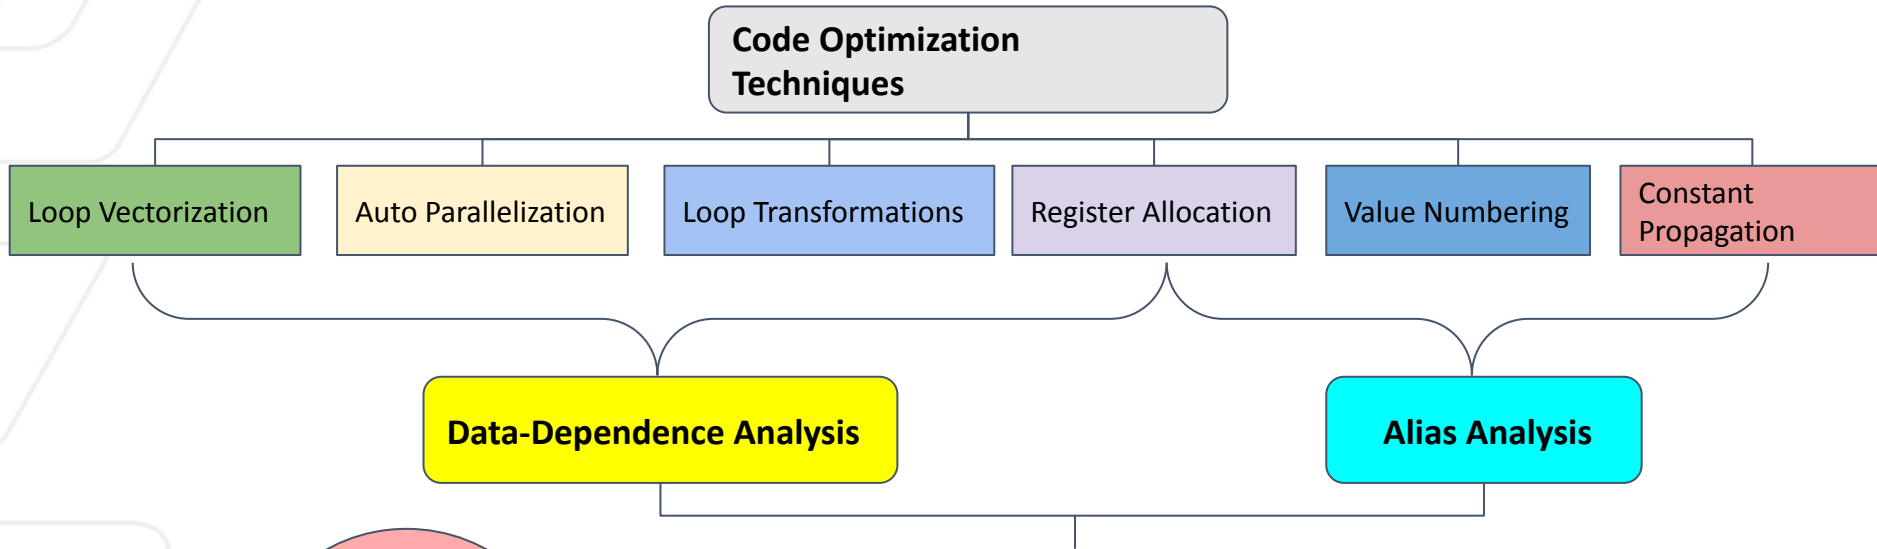 Code Optimization
Techniques
Loop Vectorization
Auto Parallelization
Loop Transformations
Register Allocation
Value Numbering
Constant
Propagation
Data-Dependence Analysis
Alias Analysis